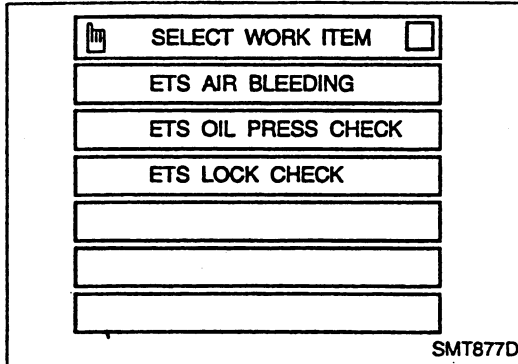 SELECT WORK ITEM
ETS AIR BLEEDING
ETS OIL PRESS CHECK
ETS LOCK CHECK
SMT877D